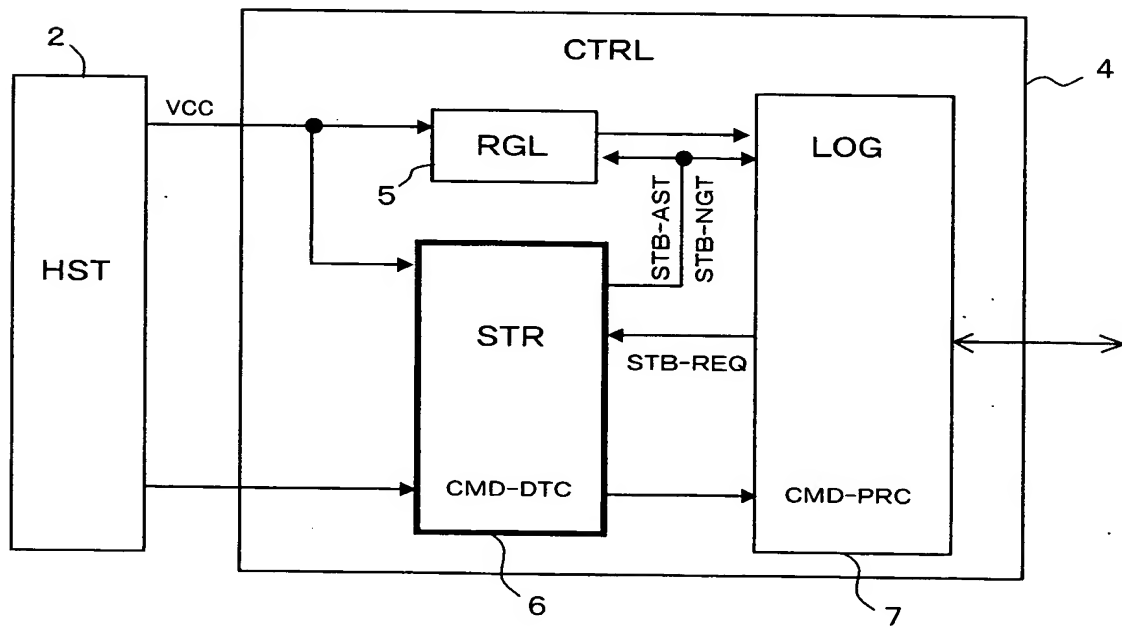 2
CTRL
4
VCC
RGL
LOG
5
STB-AST
STB-NGT
HST
STR
STB-REQ
CMD-DTC
CMD-PRC
6
7